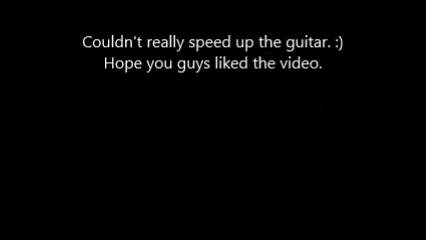 Couldn't really speed up the guitar. :)
Hope you guys liked the video.